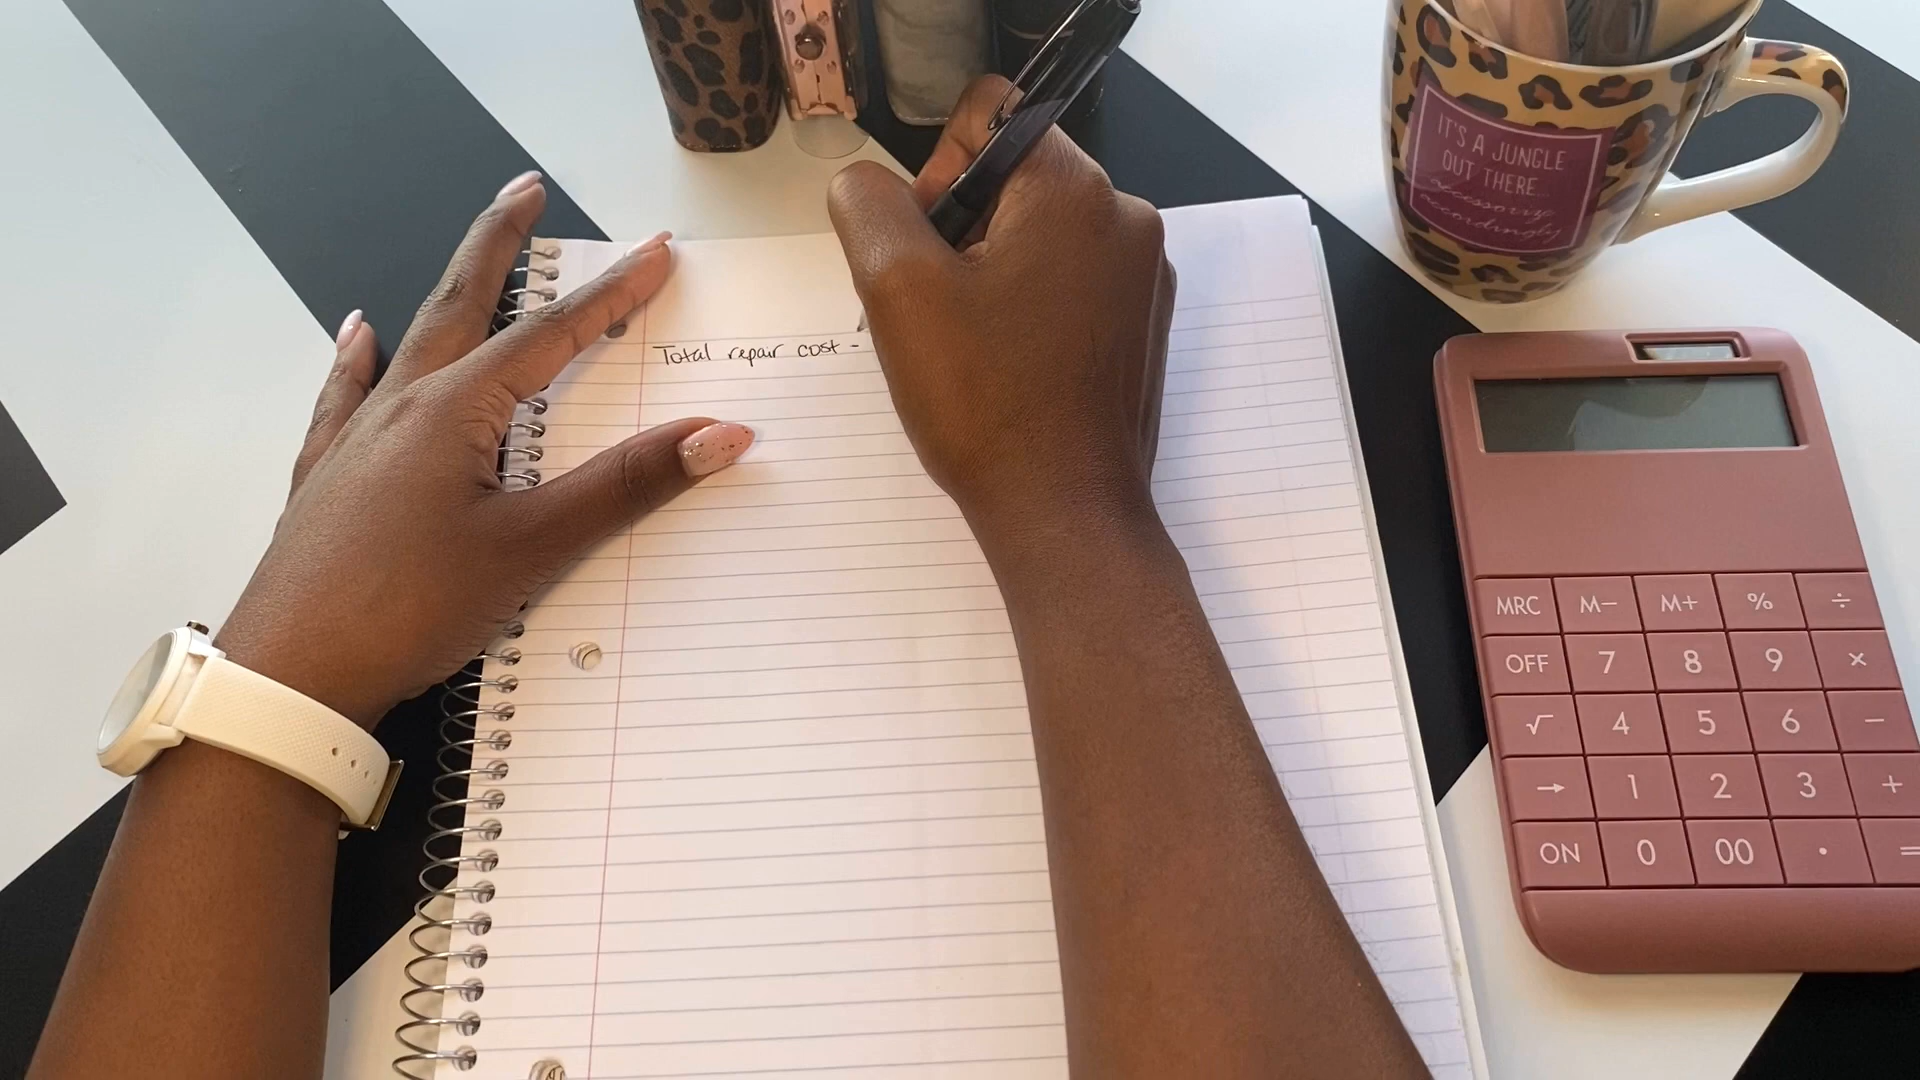 IT'S A JUNGLE
OUT THERE...
accessorize
accordingly
Total repair cost -
MRC M- M+ % ÷
OFF 7 8 9 ×
√ 4 5 6 -
→ 1 2 3 +
ON 0 00 . =